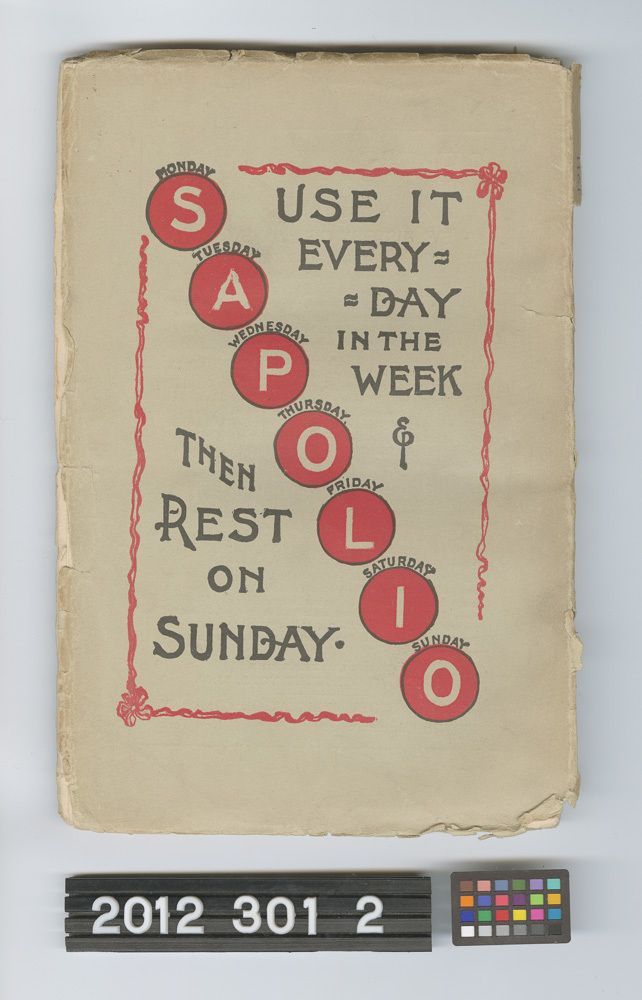 MONDAY
S
TUESDAY
A
WEDNESDAY
P
THURSDAY
O
FRIDAY
L
SATURDAY
I
SUNDAY
O
USE IT
EVERY=
=DAY
IN THE
WEEK
&
THEN
REST
ON
SUNDAY.
2012 301 2